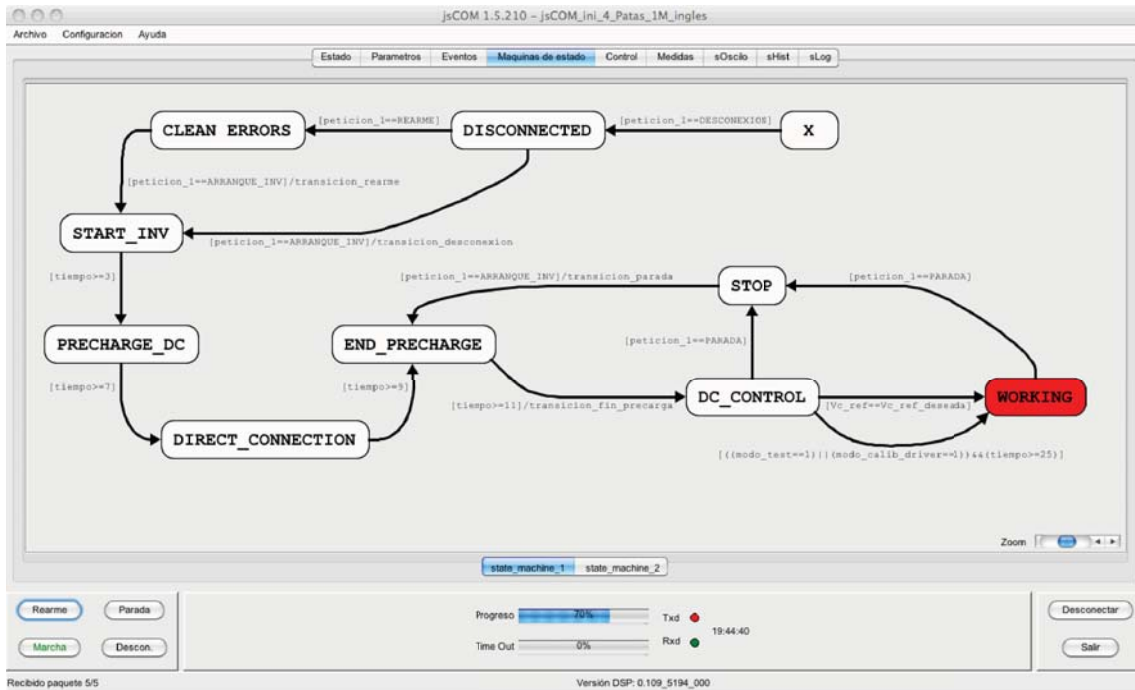 jsCOM 1.5.210 – jsCOM_ini_4_Patas_1M_ingles
Archivo Configuracion Ayuda
Estado Parametros Eventos Maquinas de estado Control Medidas sOscilo sHist sLog
CLEAN ERRORS
[peticion_1==REARME]
DISCONNECTED
[peticion_1==DESCONEXION]
X
[peticion_1==ARRANQUE_INV]/transicion_rearme
START_INV
[peticion_1==ARRANQUE_INV]/transicion_desconexion
[tiempo>=3]
[peticion_1==ARRANQUE_INV]/transicion_parada
STOP
[peticion_1==PARADA]
PRECHARGE_DC
END_PRECHARGE
[peticion_1==PARADA]
[tiempo>=7]
[tiempo>=9]
[tiempo>=11]/transicion_fin_precarga
DC_CONTROL
[Vc_ref==Vc_ref_deseada]
WORKING
DIRECT_CONNECTION
[((modo_test==1)||(modo_calib_driver==1))&&(tiempo>=25)]
Zoom
state_machine_1 state_machine_2
Rearme Parada
Marcha Descon.
Progreso 70% Txd
Time Out 0% Rxd
19:44:40
Desconectar
Salir
Recibido paquete 5/5
Versión DSP: 0.109_5194_000